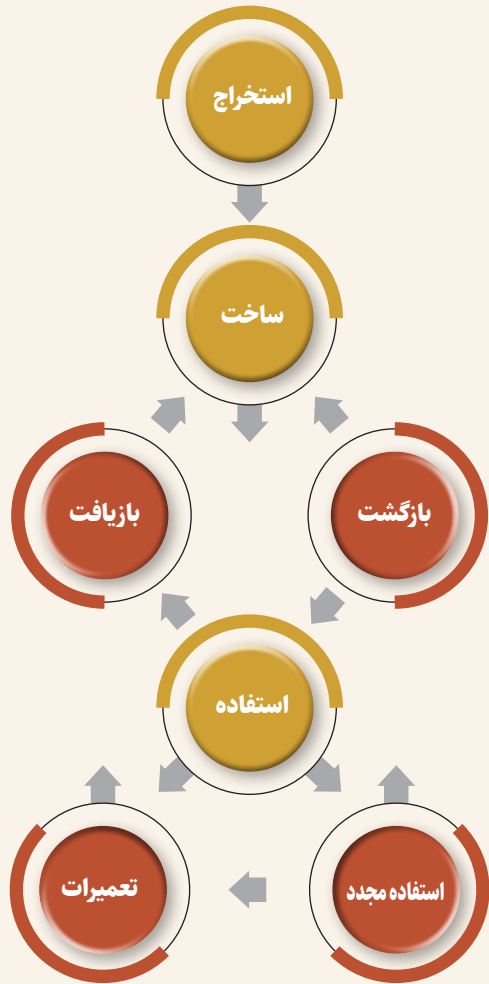 استخراج
ساخت
بازگشت
بازیافت
استفاده
استفاده مجدد
تعمیرات